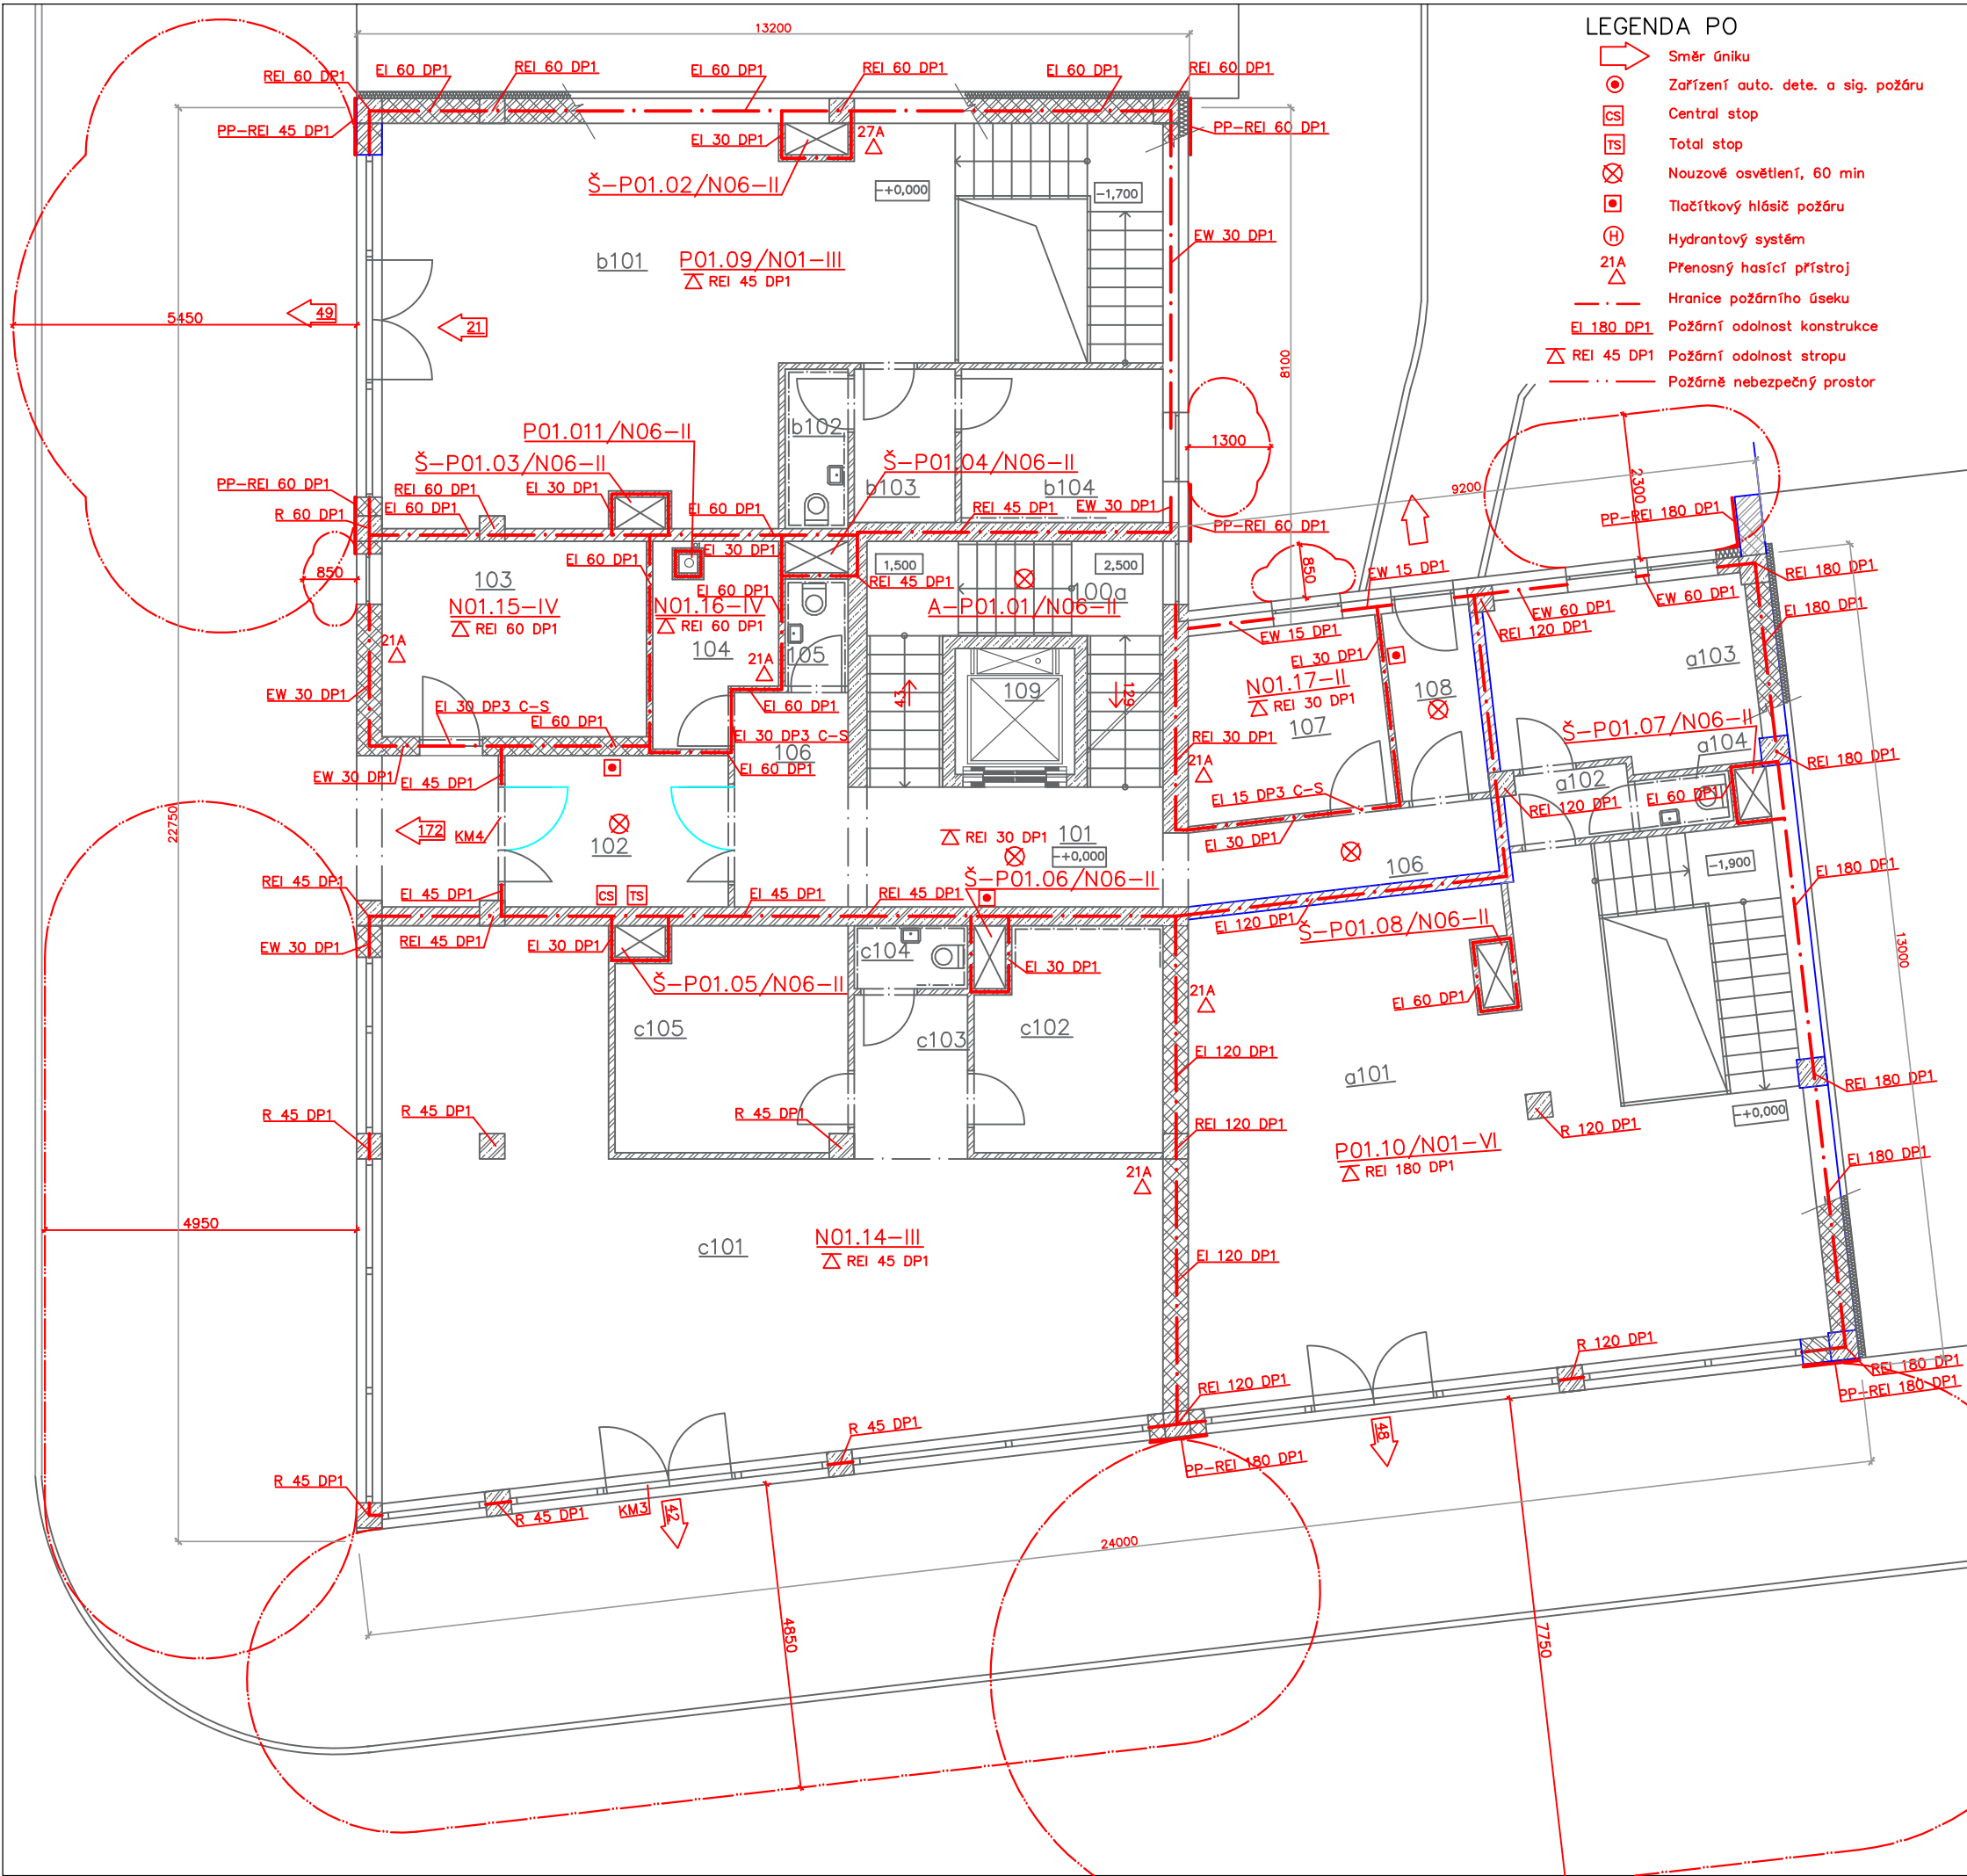 LEGENDA PO
Směr úniku
Zařízení auto. dete. a sig. požáru
CS Central stop
TS Total stop
Nouzové osvětlení, 60 min
Tlačítkový hlásič požáru
H Hydrantový systém
21A Přenosný hasící přístroj
Hranice požárního úseku
EI 180 DP1 Požární odolnost konstrukce
REI 45 DP1 Požární odolnost stropu
Požárně nebezpečný prostor
13200
REI 60 DP1
EI 60 DP1
REI 60 DP1
EI 60 DP1
REI 60 DP1
EI 60 DP1
REI 60 DP1
PP-REI 45 DP1
EI 30 DP1
27A
PP-REI 60 DP1
Š-P01.02/N06-II
-+0,000
-1,700
EW 30 DP1
b101
P01.09/N01-III
REI 45 DP1
5450
49
21
8100
b102
P01.011/N06-II
Š-P01.03/N06-II
Š-P01.04/N06-II
1300
b103
b104
9200
2300
PP-REI 60 DP1
REI 60 DP1
EI 30 DP1
EI 60 DP1
EI 60 DP1
REI 45 DP1
EW 30 DP1
PP-REI 60 DP1
PP-REI 180 DP1
R 60 DP1
850
103
N01.15-IV
REI 60 DP1
EI 60 DP1
EI 30 DP1
N01.16-IV
REI 60 DP1
EI 60 DP1
104
105
REI 45 DP1
1,500
2,500
A-P01.01/N06-II
100a
850
EW 15 DP1
EW 15 DP1
EW 60 DP1
EW 60 DP1
REI 120 DP1
REI 180 DP1
EI 180 DP1
21A
21A
EI 30 DP1
a103
N01.17-II
REI 30 DP1
107
108
EW 30 DP1
EI 30 DP3 C-S
EI 60 DP1
EI 60 DP1
EI 30 DP3 C-S
106
EI 60 DP1
43
109
129
REI 30 DP1
21A
Š-P01.07/N06-II
a104
REI 180 DP1
a102
EW 30 DP1
EI 45 DP1
EI 15 DP3 C-S
REI 120 DP1
EI 60 DP1
22750
172
KM4
102
REI 30 DP1
101
-+0,000
EI 30 DP1
106
-1,900
EI 180 DP1
REI 45 DP1
EI 45 DP1
CS
TS
EI 45 DP1
REI 45 DP1
Š-P01.06/N06-II
EI 120 DP1
Š-P01.08/N06-II
EW 30 DP1
REI 45 DP1
EI 30 DP1
c104
EI 30 DP1
13000
Š-P01.05/N06-II
21A
EI 60 DP1
c105
c103
c102
EI 120 DP1
a101
REI 180 DP1
-+0,000
R 45 DP1
R 45 DP1
R 45 DP1
REI 120 DP1
R 120 DP1
P01.10/N01-VI
REI 180 DP1
21A
EI 180 DP1
4950
c101
N01.14-III
REI 45 DP1
EI 120 DP1
R 120 DP1
REI 180 DP1
PP-REI 180 DP1
REI 120 DP1
R 45 DP1
48
PP-REI 180 DP1
R 45 DP1
R 45 DP1
KM3
42
24000
4850
7750